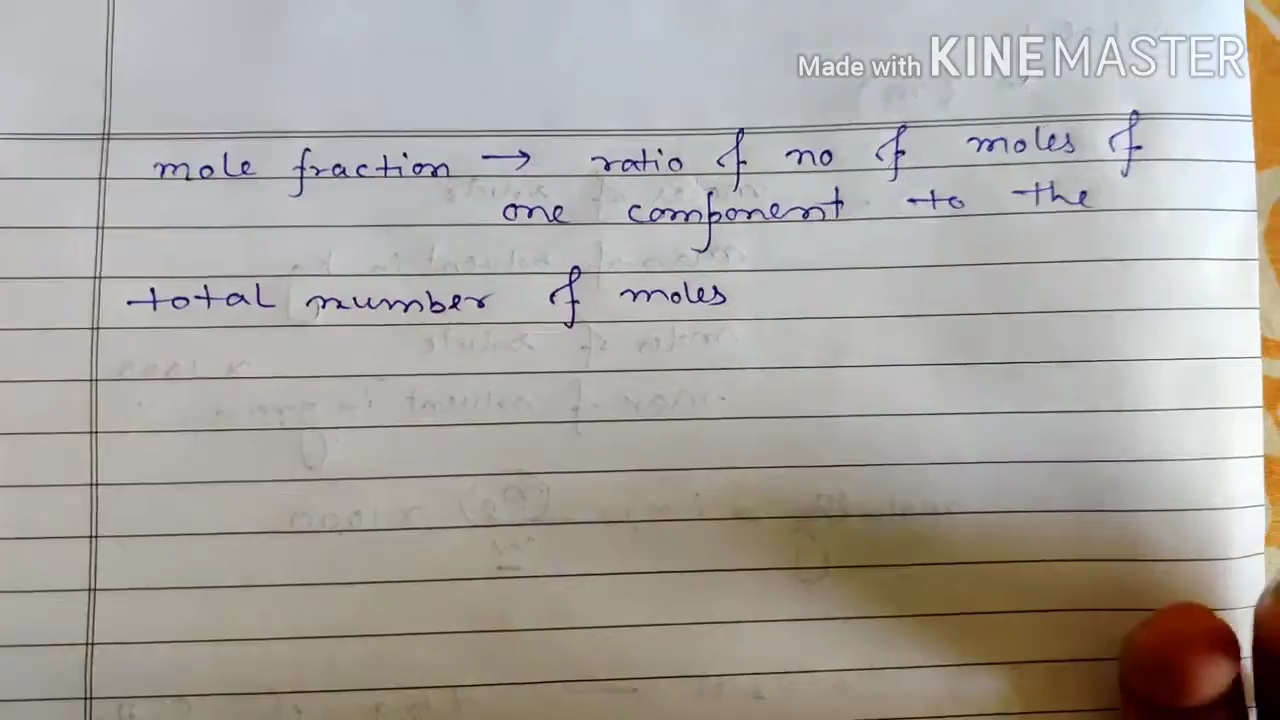 Made with KINEMASTER
mole fraction → ratio of no of moles of
one component to the
total number of moles